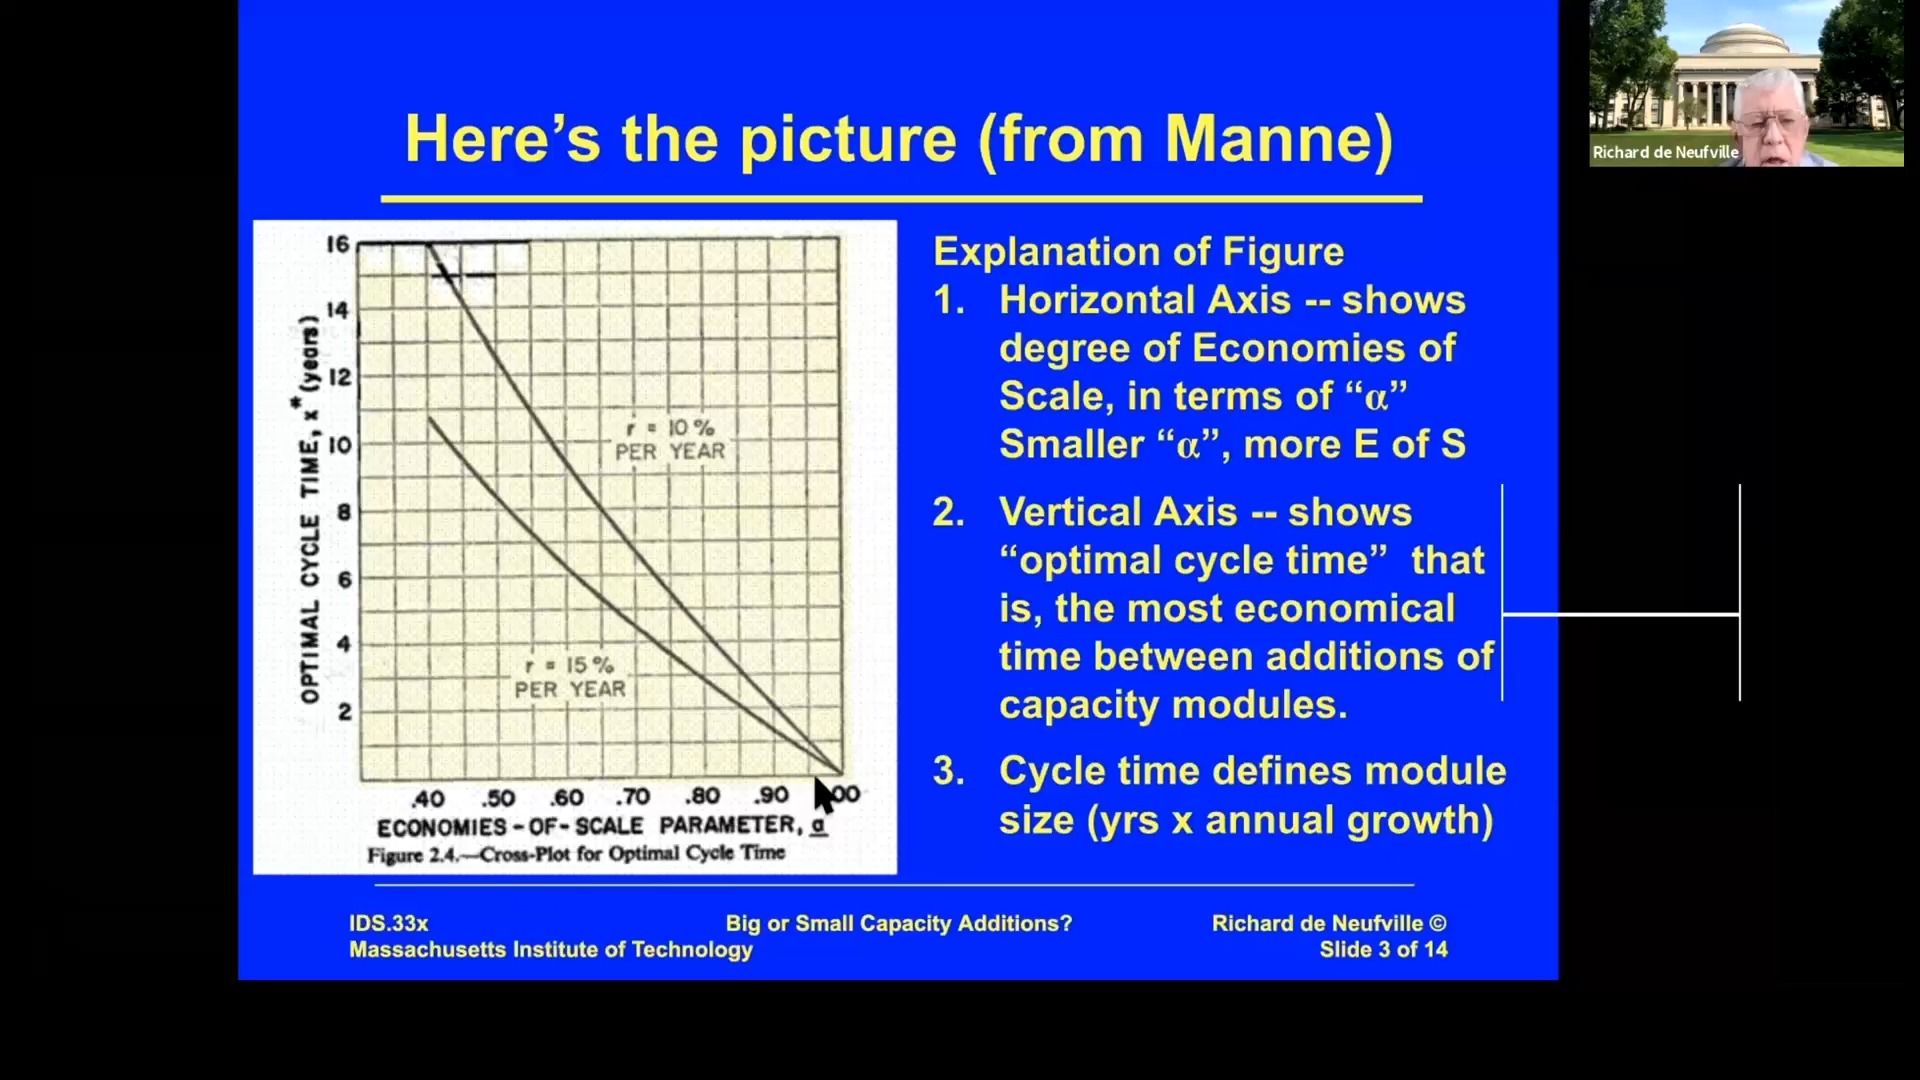 Here's the picture (from Manne)
Richard de Neufville
16
14
12
10
8
6
4
2
OPTIMAL CYCLE TIME, x* (years)
r = 10%
PER YEAR
r = 15%
PER YEAR
.40 .50 .60 .70 .80 .90 00
ECONOMIES-OF-SCALE PARAMETER, a
Figure 2.4.—Cross-Plot for Optimal Cycle Time
Explanation of Figure
1. Horizontal Axis -- shows
degree of Economies of
Scale, in terms of “α”
Smaller “α”, more E of S
2. Vertical Axis -- shows
“optimal cycle time” that
is, the most economical
time between additions of
capacity modules.
3. Cycle time defines module
size (yrs x annual growth)
IDS.33x
Massachusetts Institute of Technology
Big or Small Capacity Additions?
Richard de Neufville ©
Slide 3 of 14